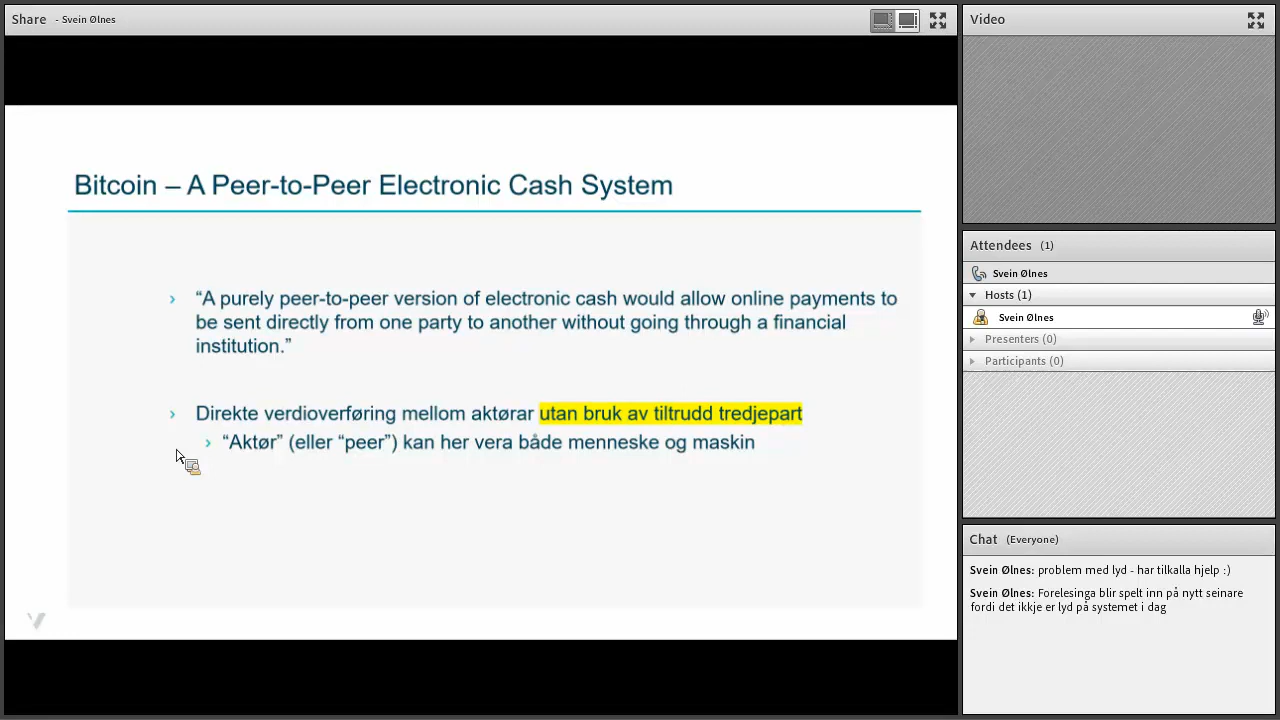 Share - Svein Ølnes
Bitcoin – A Peer-to-Peer Electronic Cash System
› “A purely peer-to-peer version of electronic cash would allow online payments to
be sent directly from one party to another without going through a financial
institution.”
› Direkte verdioverføring mellom aktørar utan bruk av tiltrudd tredjepart
› “Aktør” (eller “peer”) kan her vera både menneske og maskin
Video
Attendees (1)
Svein Ølnes
Hosts (1)
Svein Ølnes
Presenters (0)
Participants (0)
Chat (Everyone)
Svein Ølnes: problem med lyd - har tilkalla hjelp :)
Svein Ølnes: Forelesinga blir spelt inn på nytt seinare
fordi det ikkje er lyd på systemet i dag